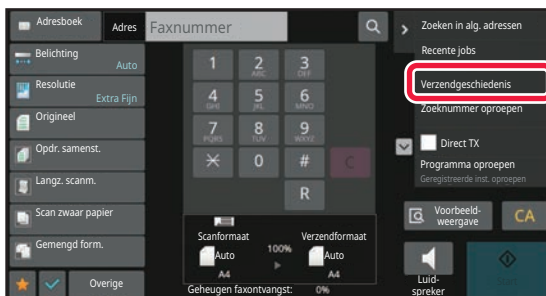 Adresboek
Adres
Faxnummer
Belichting
Auto
Resolutie
Extra Fijn
Origineel
Opdr. samenst.
Langz. scanm.
Scan zwaar papier
Gemengd form.
Overige
1
2
ABC
3
DEF
4
GHI
5
JKL
6
MNO
7
PQRS
8
TUV
9
WXYZ
0
#
C
R
Scanformaat
100%
Verzendformaat
Auto
Auto
A4
A4
Geheugen faxontvangst: 0%
Zoeken in alg. adressen
Recente jobs
Verzendgeschiedenis
Zoeknummer oproepen
Direct TX
Programma oproepen
Geregistreerde inst. oproepen
Voorbeeld-
weergave
CA
Luid-
spreker